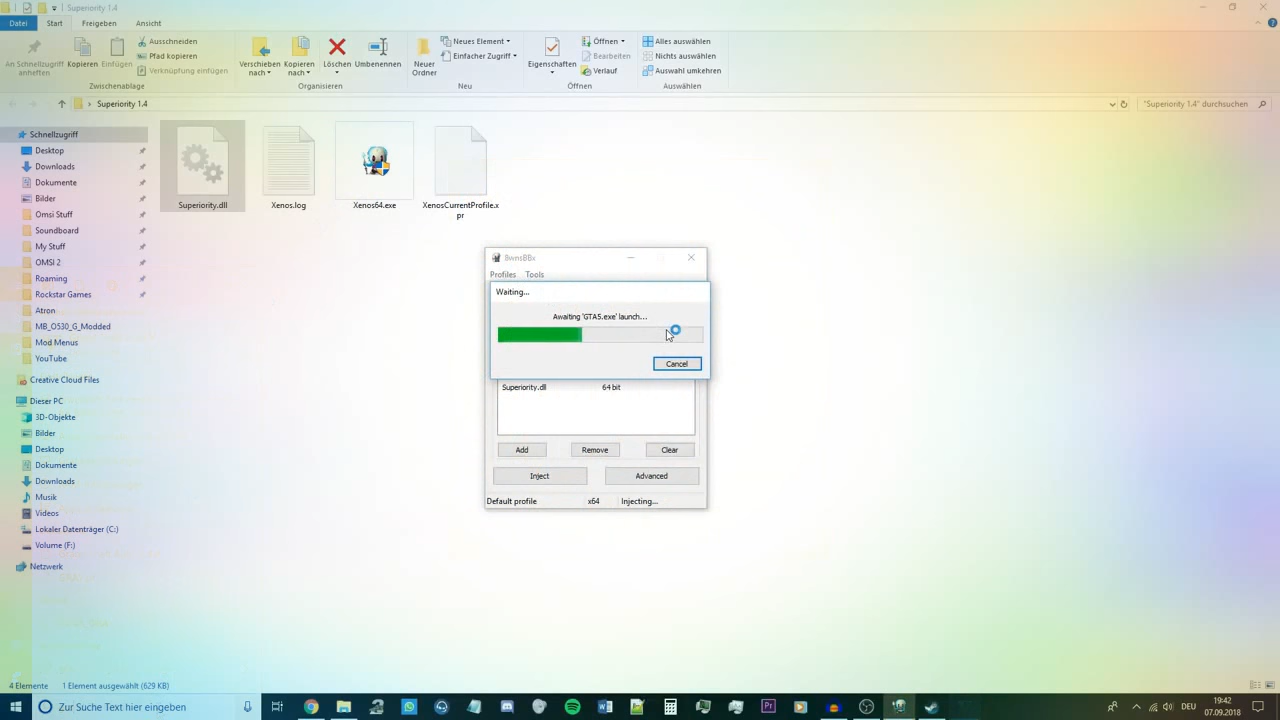 Superiority 1.4
Datei
Start
Freigeben
Ansicht
An Schnellzugriff
anheften
Kopieren
Einfügen
Ausschneiden
Pfad kopieren
Verknüpfung einfügen
Zwischenablage
Verschieben
nach
Kopieren
nach
Löschen
Umbenennen
Organisieren
Neuer
Ordner
Neues Element
Einfacher Zugriff
Neu
Eigenschaften
Öffnen
Bearbeiten
Verlauf
Öffnen
Alles auswählen
Nichts auswählen
Auswahl umkehren
Auswählen
Superiority 1.4
"Superiority 1.4" durchsuchen
Schnellzugriff
Desktop
Downloads
Dokumente
Bilder
Omsi Stuff
Soundboard
My Stuff
OMSI 2
Roaming
Rockstar Games
Atron
MB_O530_G_Modded
Mod Menus
YouTube
Creative Cloud Files
Dieser PC
3D-Objekte
Bilder
Desktop
Dokumente
Downloads
Musik
Videos
Lokaler Datenträger (C:)
Volume (F:)
Netzwerk
Superiority.dll
Xenos.log
Xenos64.exe
XenosCurrentProfile.x
pr
8wnsBBx
Profiles
Tools
Waiting...
Awaiting 'GTA5.exe' launch...
Cancel
Superiority.dll
64 bit
Add
Remove
Clear
Inject
Advanced
Default profile
x64
Injecting...
4 Elemente
1 Element ausgewählt (629 KB)
Zur Suche Text hier eingeben
DEU
19:42
07.09.2018